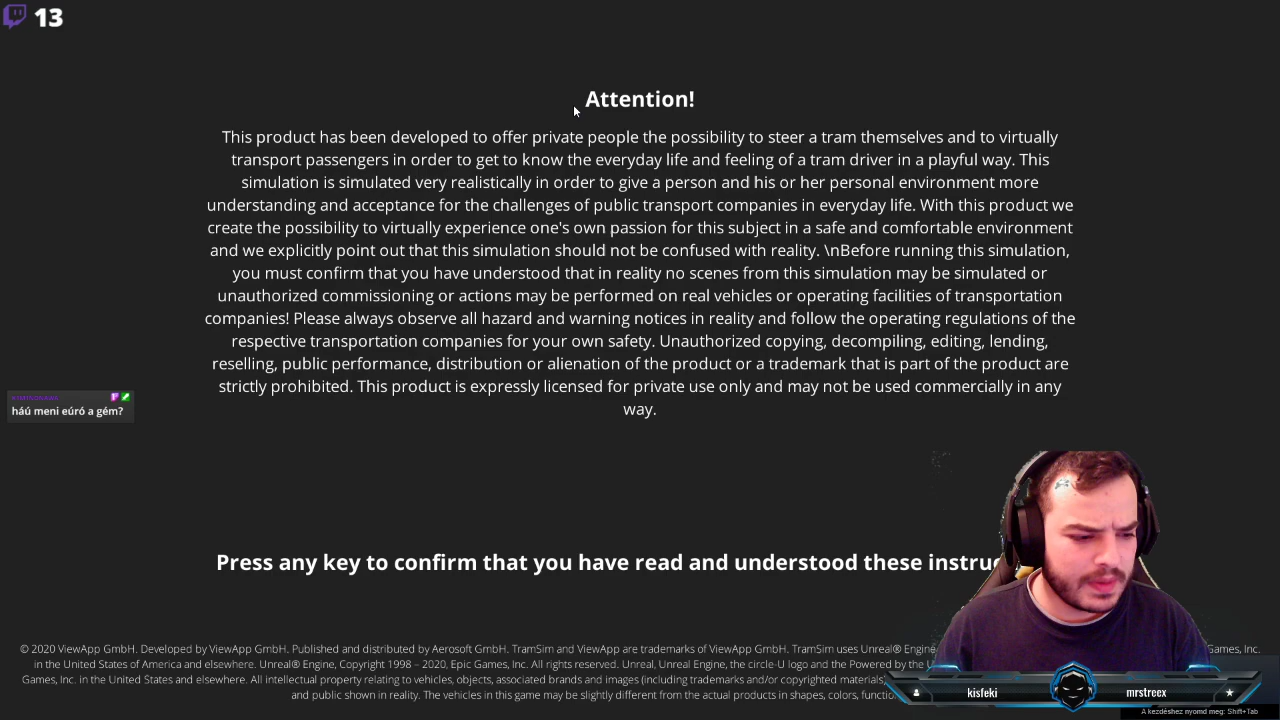 13
Attention!
This product has been developed to offer private people the possibility to steer a tram themselves and to virtually
transport passengers in order to get to know the everyday life and feeling of a tram driver in a playful way. This
simulation is simulated very realistically in order to give a person and his or her personal environment more
understanding and acceptance for the challenges of public transport companies in everyday life. With this product we
create the possibility to virtually experience one's own passion for this subject in a safe and comfortable environment
and we explicitly point out that this simulation should not be confused with reality. \nBefore running this simulation,
you must confirm that you have understood that in reality no scenes from this simulation may be simulated or
unauthorized commissioning or actions may be performed on real vehicles or operating facilities of transportation
companies! Please always observe all hazard and warning notices in reality and follow the operating regulations of the
respective transportation companies for your own safety. Unauthorized copying, decompiling, editing, lending,
reselling, public performance, distribution or alienation of the product or a trademark that is part of the product are
strictly prohibited. This product is expressly licensed for private use only and may not be used commercially in any
way.
háú meni eúró a gém?
Press any key to confirm that you have read and understood these
© 2020 ViewApp GmbH. Developed by ViewApp GmbH. Published and distributed by Aerosoft GmbH. TramSim and ViewApp are trademarks of ViewApp GmbH. TramSim uses Unreal® Engine Games, Inc.
in the United States of America and elsewhere. Unreal® Engine, Copyright 1998 – 2020, Epic Games, Inc. All rights reserved. Unreal, Unreal Engine, the circle-U logo and the Powered by the
Games, Inc. in the United States and elsewhere. All intellectual property relating to vehicles, objects, associated brands and images (including trademarks and/or copyrighted materials)
and public shown in reality. The vehicles in this game may be slightly different from the actual products in shapes, colors,
kisfeki
mrstreex
A kezdéshez nyomd meg: Shift+Tab